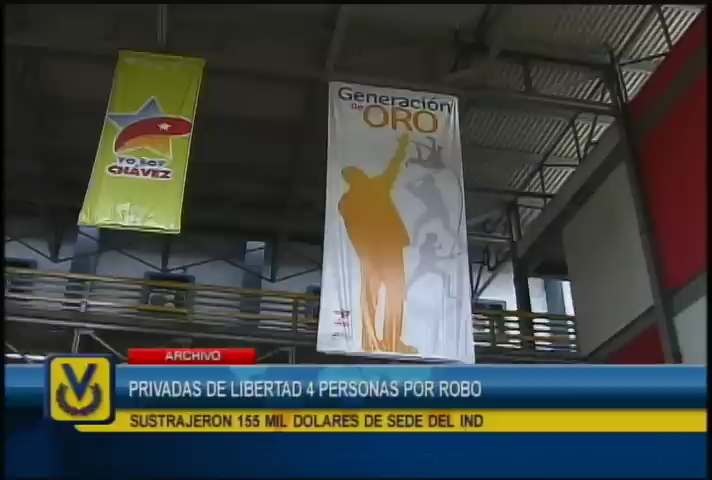 YO SOY
CHÁVEZ
Generación
de ORO
ARCHIVO
PRIVADAS DE LIBERTAD 4 PERSONAS POR ROBO
SUSTRAJERON 155 MIL DOLARES DE SEDE DEL IND